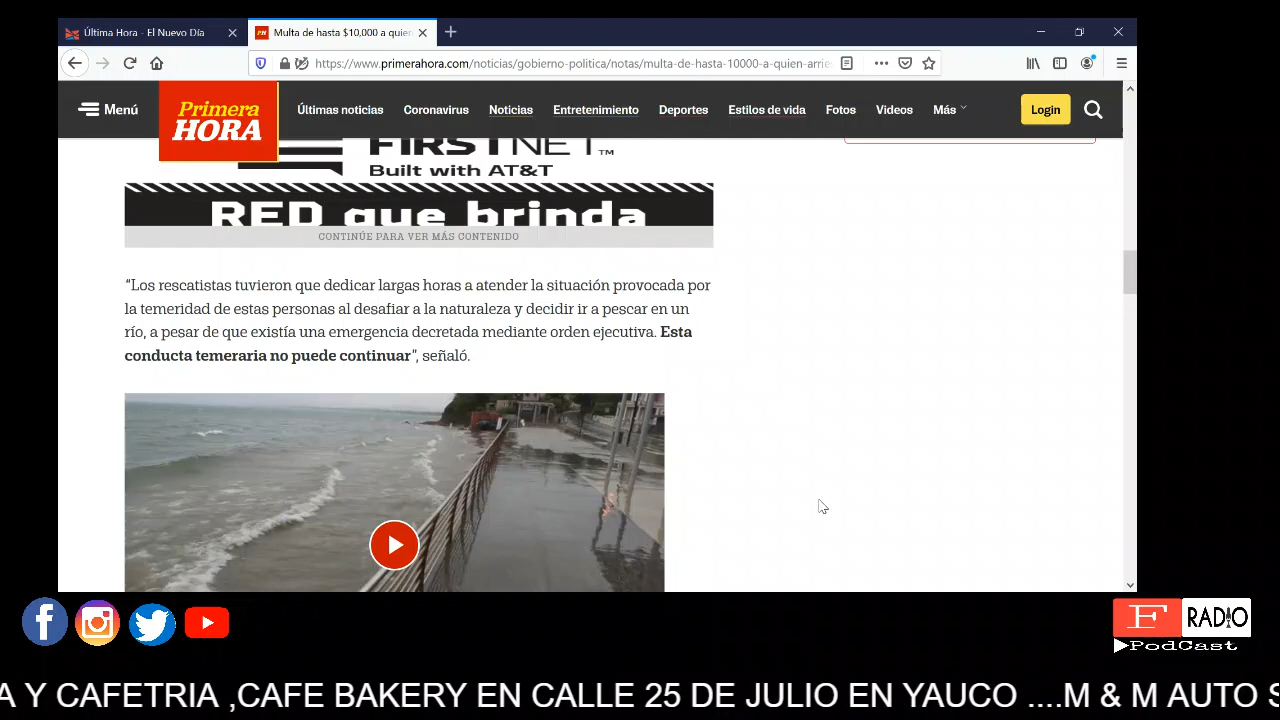 Última Hora - El Nuevo Día
PH
Multa de hasta $10,000 a quien
https://www.primerahora.com/noticias/gobierno-politica/notas/multa-de-hasta-10000-a-quien-arrie
Menú
Primera
HORA
Últimas noticias
Coronavirus
Noticias
Entretenimiento
Deportes
Estilos de vida
Fotos
Videos
Más
Login
FIRSTNET™
Built with AT&T
RED que brinda
CONTINÚE PARA VER MÁS CONTENIDO
“Los rescatistas tuvieron que dedicar largas horas a atender la situación provocada por
la temeridad de estas personas al desafiar a la naturaleza y decidir ir a pescar en un
río, a pesar de que existía una emergencia decretada mediante orden ejecutiva. Esta
conducta temeraria no puede continuar”, señaló.
F RADIO
PodCast
A Y CAFETRIA ,CAFE BAKERY EN CALLE 25 DE JULIO EN YAUCO ....M & M AUTO S